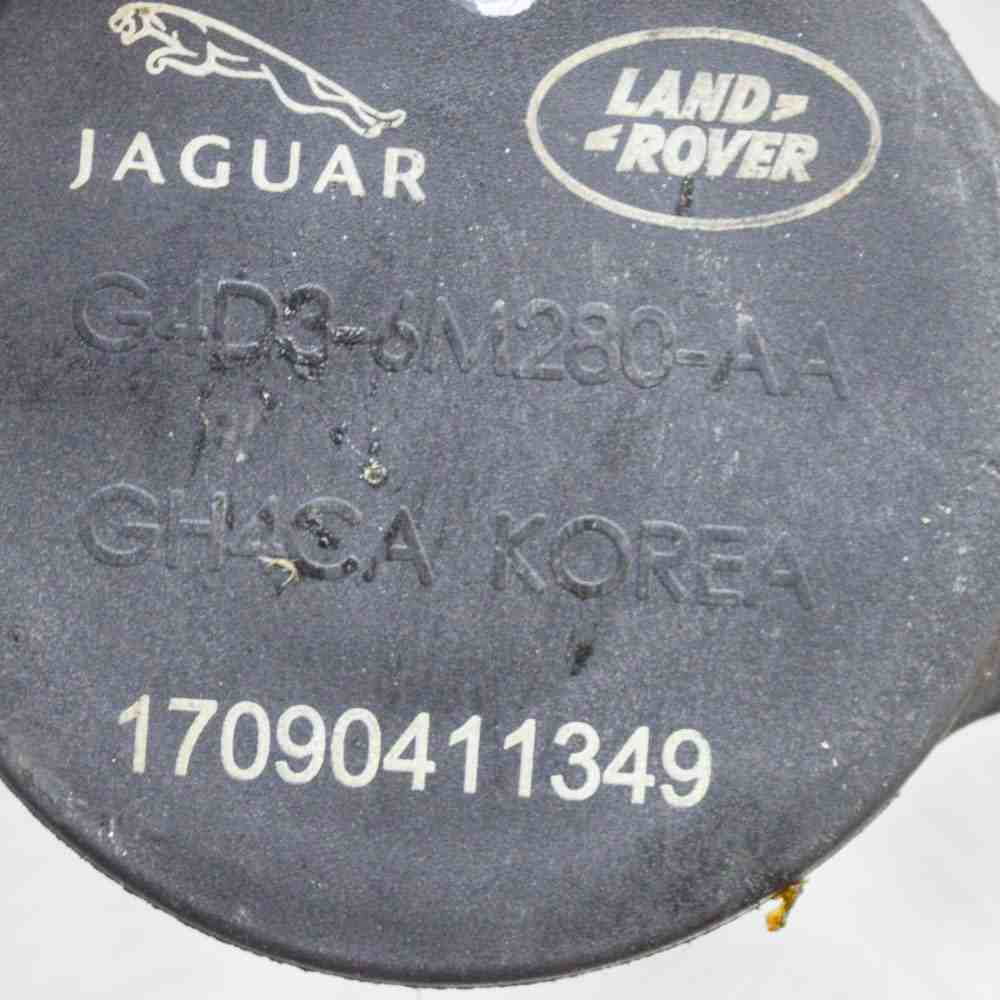 JAGUAR
LAND
ROVER
G4D3-6M280-AA
GH4CA KOREA
17090411349